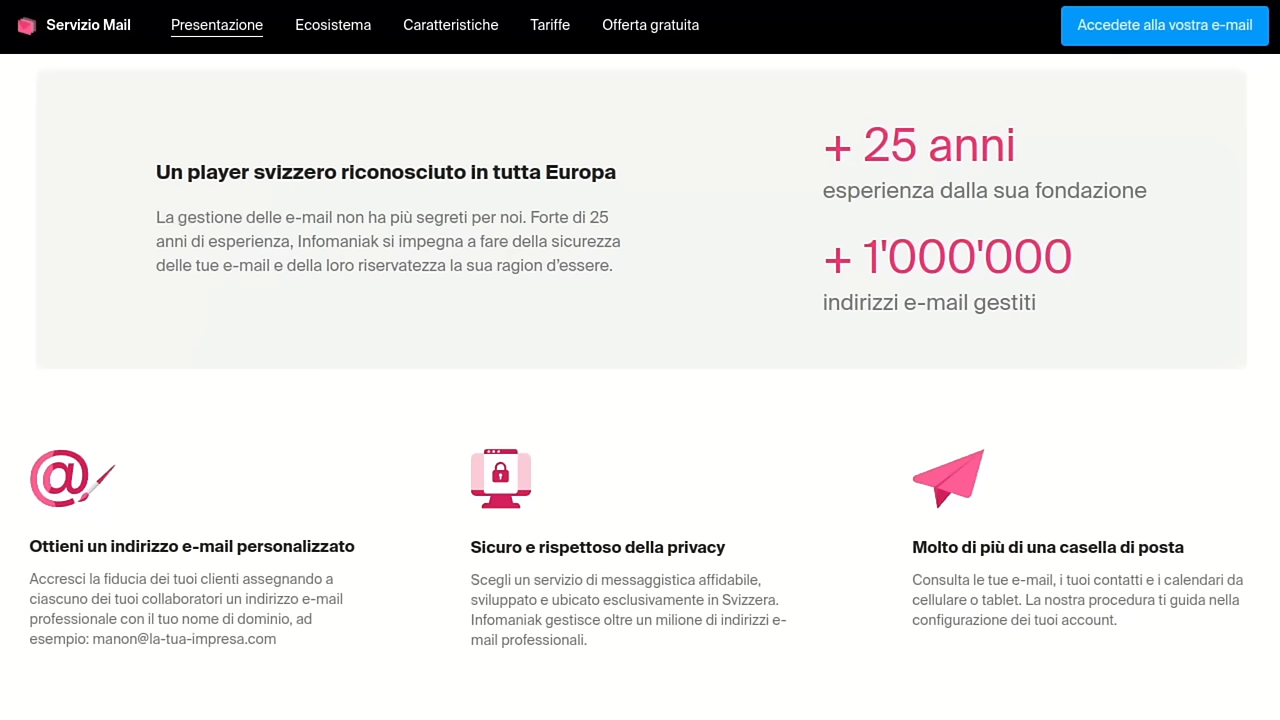 Servizio Mail
Presentazione
Ecosistema
Caratteristiche
Tariffe
Offerta gratuita
Accedete alla vostra e-mail
Un player svizzero riconosciuto in tutta Europa
La gestione delle e-mail non ha più segreti per noi. Forte di 25
anni di esperienza, Infomaniak si impegna a fare della sicurezza
delle tue e-mail e della loro riservatezza la sua ragion d’essere.
+ 25 anni
esperienza dalla sua fondazione
+ 1'000'000
indirizzi e-mail gestiti
Ottieni un indirizzo e-mail personalizzato
Accresci la fiducia dei tuoi clienti assegnando a
ciascuno dei tuoi collaboratori un indirizzo e-mail
professionale con il tuo nome di dominio, ad
esempio: manon@la-tua-impresa.com
Sicuro e rispettoso della privacy
Scegli un servizio di messaggistica affidabile,
sviluppato e ubicato esclusivamente in Svizzera.
Infomaniak gestisce oltre un milione di indirizzi e-
mail professionali.
Molto di più di una casella di posta
Consulta le tue e-mail, i tuoi contatti e i calendari da
cellulare o tablet. La nostra procedura ti guida nella
configurazione dei tuoi account.